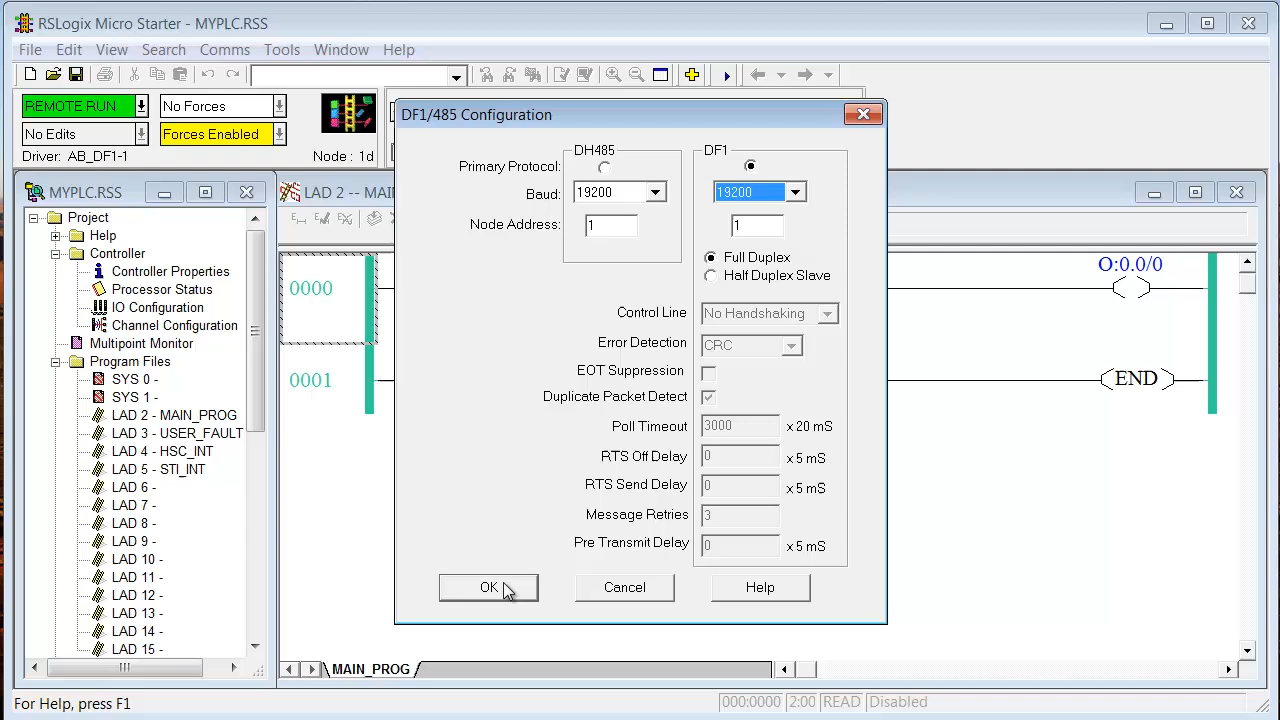 RSLogix Micro Starter - MYPLC.RSS
File Edit View Search Comms Tools Window Help
REMOTE RUN No Forces
No Edits Forces Enabled
Driver: AB_DF1-1 Node : 1d
MYPLC.RSS
Project
Help
Controller
Controller Properties
Processor Status
IO Configuration
Channel Configuration
Multipoint Monitor
Program Files
SYS 0 -
SYS 1 -
LAD 2 - MAIN_PROG
LAD 3 - USER_FAULT
LAD 4 - HSC_INT
LAD 5 - STI_INT
LAD 6 -
LAD 7 -
LAD 8 -
LAD 9 -
LAD 10 -
LAD 11 -
LAD 12 -
LAD 13 -
LAD 14 -
LAD 15 -
LAD 2 -- MAI
0000
O:0.0/0
0001
END
MAIN_PROG
DF1/485 Configuration
DH485 DF1
Primary Protocol:
Baud: 19200 19200
Node Address: 1 1
Full Duplex
Half Duplex Slave
Control Line No Handshaking
Error Detection CRC
EOT Suppression
Duplicate Packet Detect
Poll Timeout 3000 x 20 mS
RTS Off Delay 0 x 5 mS
RTS Send Delay 0 x 5 mS
Message Retries 3
Pre Transmit Delay 0 x 5 mS
OK Cancel Help
For Help, press F1 000:0000 2:00 READ Disabled